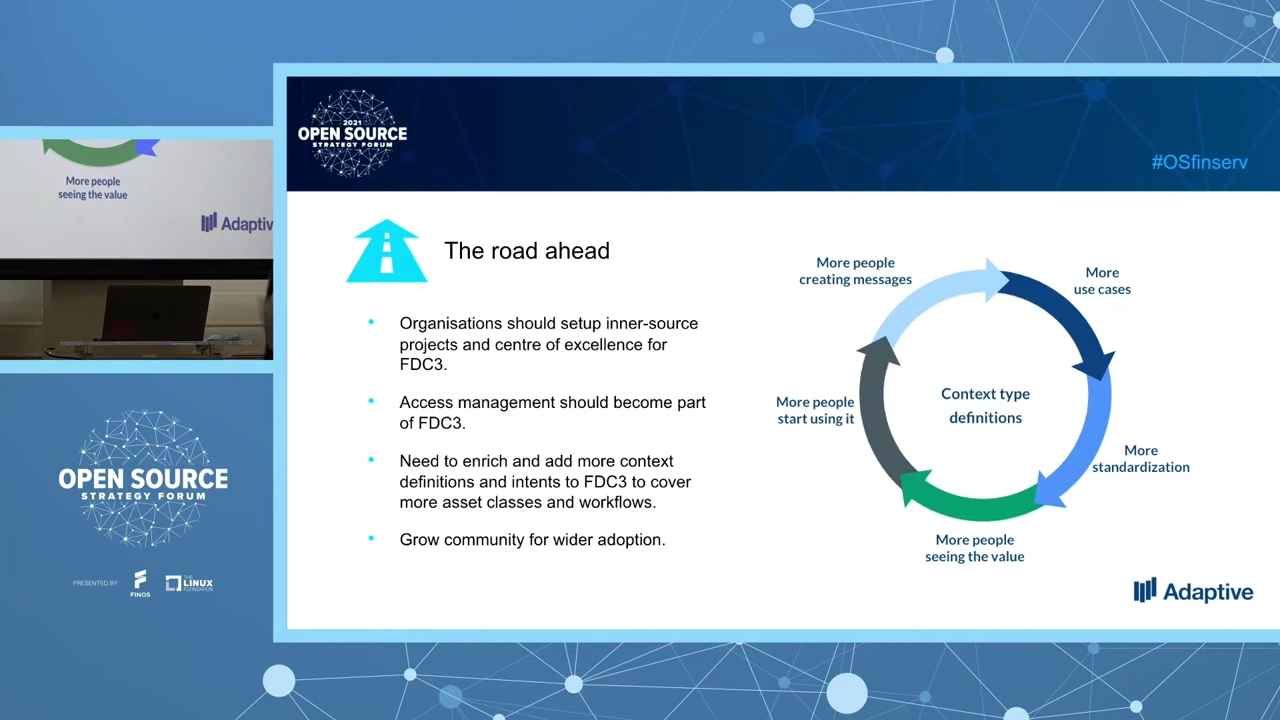 More people
seeing the value
Adaptiv
OPEN SOURCE
STRATEGY FORUM
PRESENTED BY
FINOS
THE
LINUX
FOUNDATION
2021
OPEN SOURCE
STRATEGY FORUM
#OSfinserv
The road ahead
• Organisations should setup inner-source
projects and centre of excellence for
FDC3.
• Access management should become part
of FDC3.
• Need to enrich and add more context
definitions and intents to FDC3 to cover
more asset classes and workflows.
• Grow community for wider adoption.
More people
creating messages
More
use cases
More
standardization
More people
seeing the value
More people
start using it
Context type
definitions
Adaptive